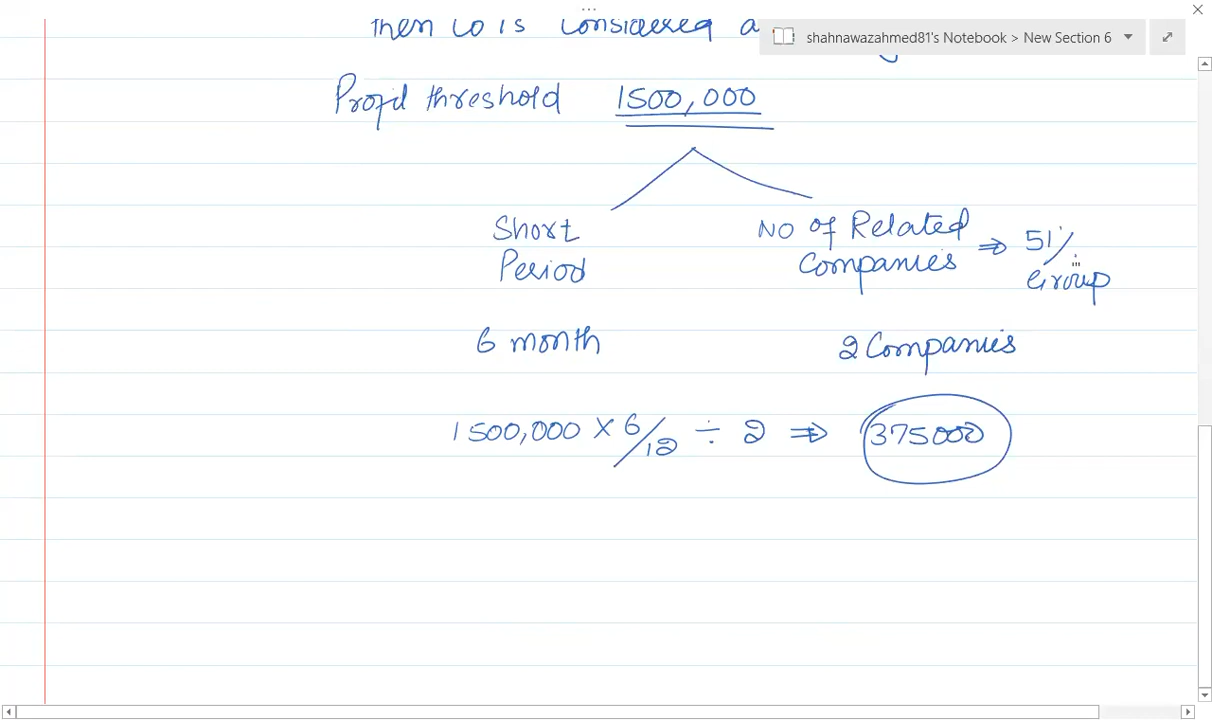 Then Co is considered a
shahnawazahmed81's Notebook > New Section 6
Profit threshold 1500,000
Short Period
No of Related Companies ⇒ 51% Group
6 month
2 Companies
1500,000 × 6/12 ÷ 2 ⇒ 375000